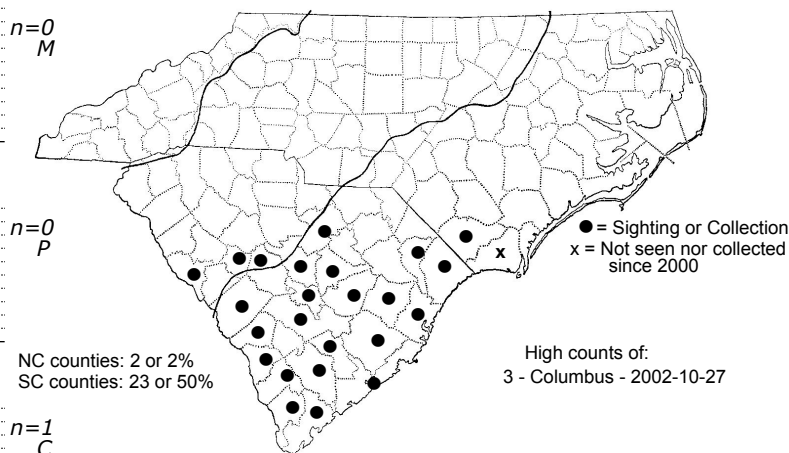 n=0
M
n=0
P
n=1
C
● = Sighting or Collection
x = Not seen nor collected
since 2000
x
NC counties: 2 or 2%
SC counties: 23 or 50%
High counts of:
3 - Columbus - 2002-10-27